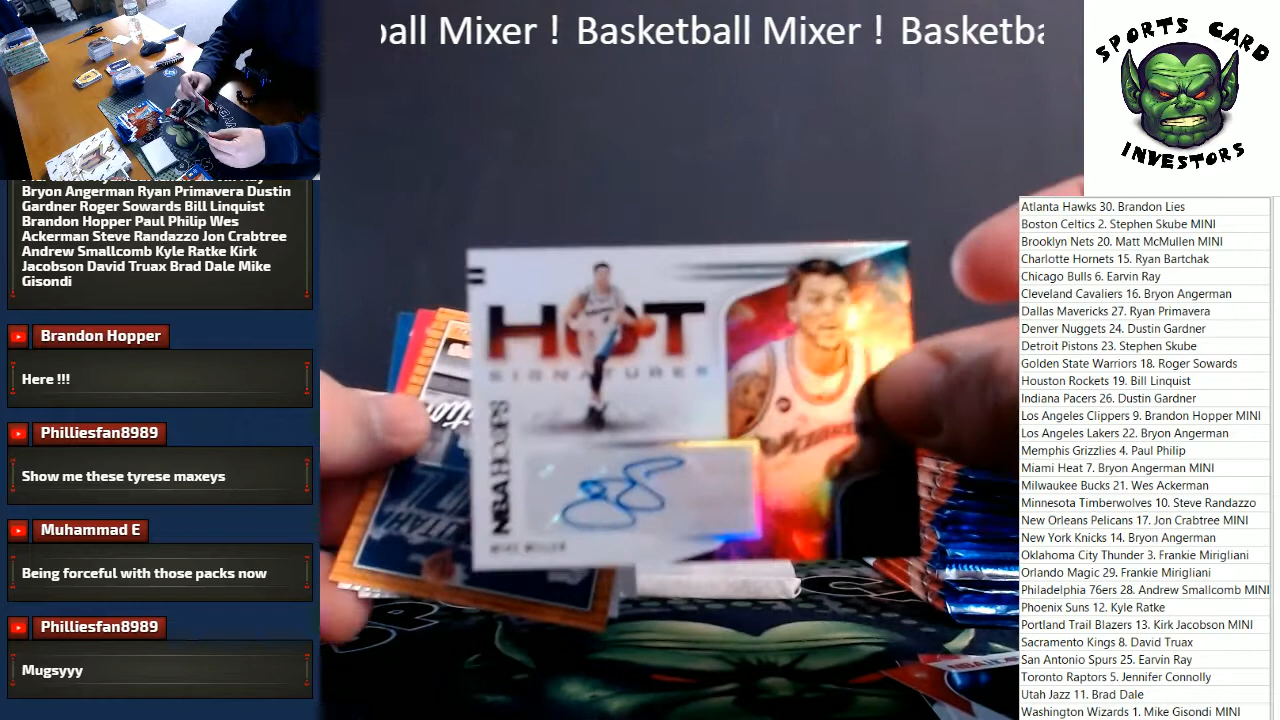 ball Mixer ! Basketball Mixer ! Basketba
SPORTS CARD
INVESTORS
Bryon Angerman Ryan Primavera Dustin
Gardner Roger Sowards Bill Linquist
Brandon Hopper Paul Philip Wes
Ackerman Steve Randazzo Jon Crabtree
Andrew Smallcomb Kyle Ratke Kirk
Jacobson David Truax Brad Dale Mike
Gisondi
Brandon Hopper
Here !!!
Philliesfan8989
Show me these tyrese maxeys
Muhammad E
Being forceful with those packs now
Philliesfan8989
Mugsyyy
HOT
SIGNATURES
NBA HOOPS
MIKE MILLER
UTAH
Atlanta Hawks 30. Brandon Lies
Boston Celtics 2. Stephen Skube MINI
Brooklyn Nets 20. Matt McMullen MINI
Charlotte Hornets 15. Ryan Bartchak
Chicago Bulls 6. Earvin Ray
Cleveland Cavaliers 16. Bryon Angerman
Dallas Mavericks 27. Ryan Primavera
Denver Nuggets 24. Dustin Gardner
Detroit Pistons 23. Stephen Skube
Golden State Warriors 18. Roger Sowards
Houston Rockets 19. Bill Linquist
Indiana Pacers 26. Dustin Gardner
Los Angeles Clippers 9. Brandon Hopper MINI
Los Angeles Lakers 22. Bryon Angerman
Memphis Grizzlies 4. Paul Philip
Miami Heat 7. Bryon Angerman MINI
Milwaukee Bucks 21. Wes Ackerman
Minnesota Timberwolves 10. Steve Randazzo
New Orleans Pelicans 17. Jon Crabtree MINI
New York Knicks 14. Bryon Angerman
Oklahoma City Thunder 3. Frankie Mirigliani
Orlando Magic 29. Frankie Mirigliani
Philadelphia 76ers 28. Andrew Smallcomb MINI
Phoenix Suns 12. Kyle Ratke
Portland Trail Blazers 13. Kirk Jacobson MINI
Sacramento Kings 8. David Truax
San Antonio Spurs 25. Earvin Ray
Toronto Raptors 5. Jennifer Connolly
Utah Jazz 11. Brad Dale
Washington Wizards 1. Mike Gisondi MINI